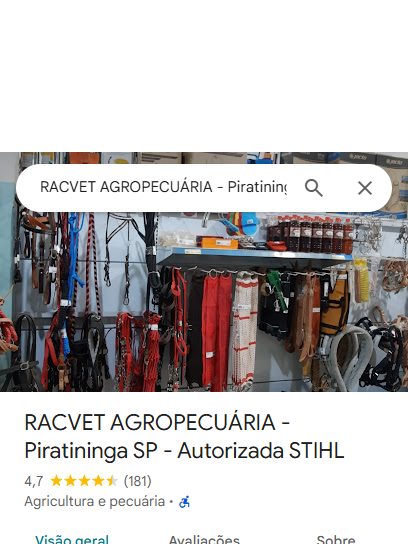 RACVET AGROPECUÁRIA - Piratining
RACVET AGROPECUÁRIA -
Piratininga SP - Autorizada STIHL
4,7 (181)
Agricultura e pecuária ·
Visão geral Avaliações Sobre